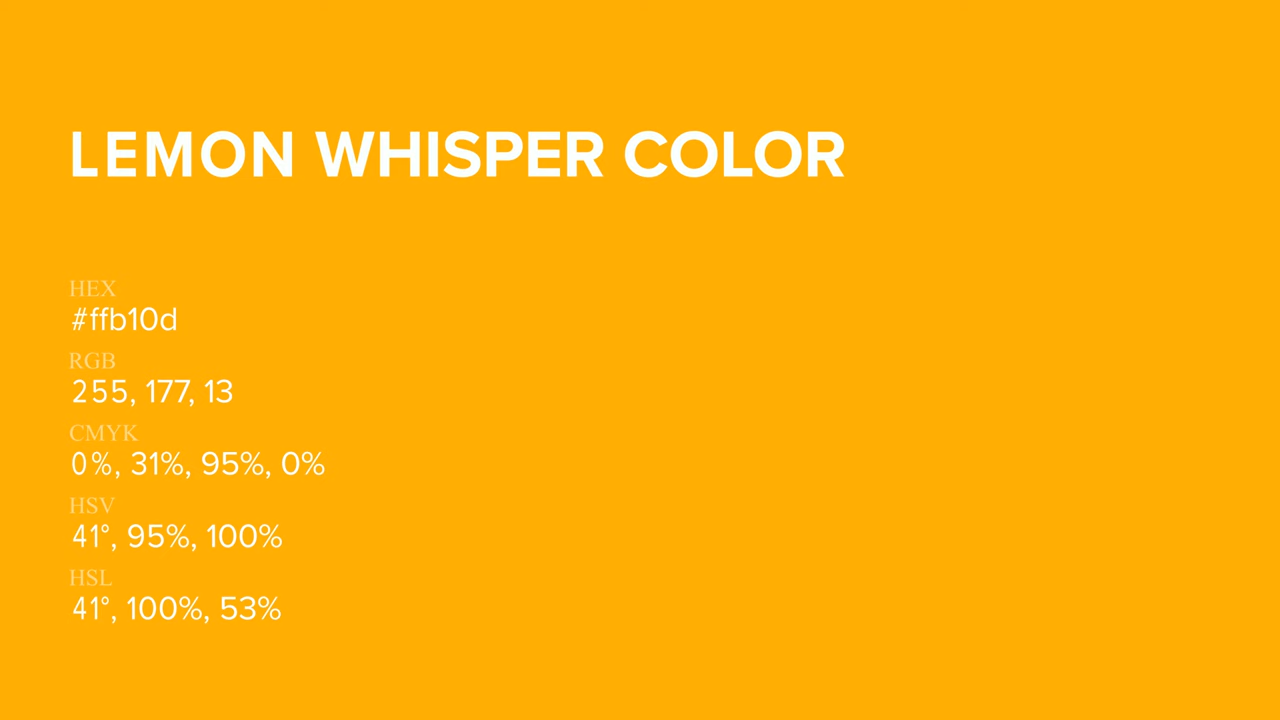 LEMON WHISPER COLOR
HEX
#ffb10d
RGB
255, 177, 13
CMYK
0%, 31%, 95%, 0%
HSV
41°, 95%, 100%
HSL
41°, 100%, 53%